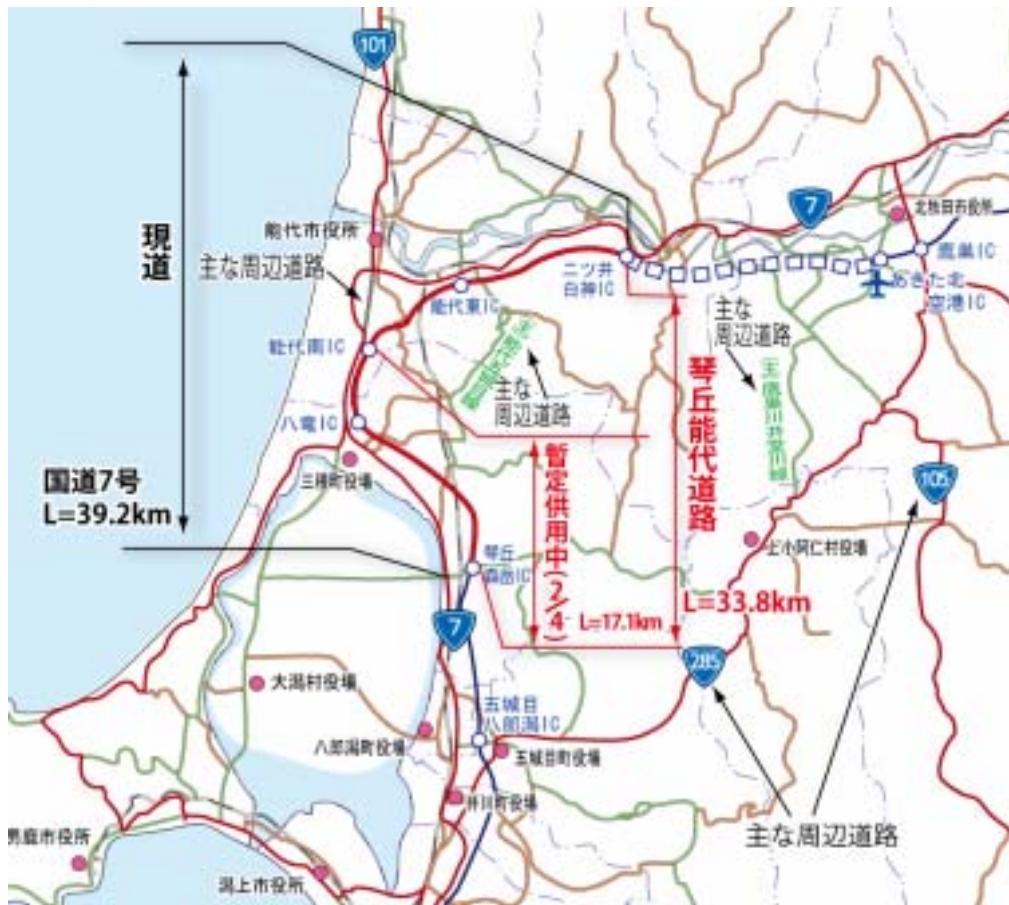 101
現道
7
北秋田市役所
能代市役所
主な周辺道路
二ツ井
白神IC
鷹巣IC
あきた北
空港IC
能代東IC
主な
周辺道路
能代南IC
主な
周辺道路
八竜IC
琴丘能代道路
国道7号
L=39.2km
三種町役場
暫定供用中(2/4)
105
琴丘
森岳IC
上小阿仁村役場
L=17.1km
L=33.8km
7
285
大潟村役場
五城目
八郎潟IC
八郎潟町役場
五城目町役場
井川町役場
主な周辺道路
男鹿市役所
潟上市役所